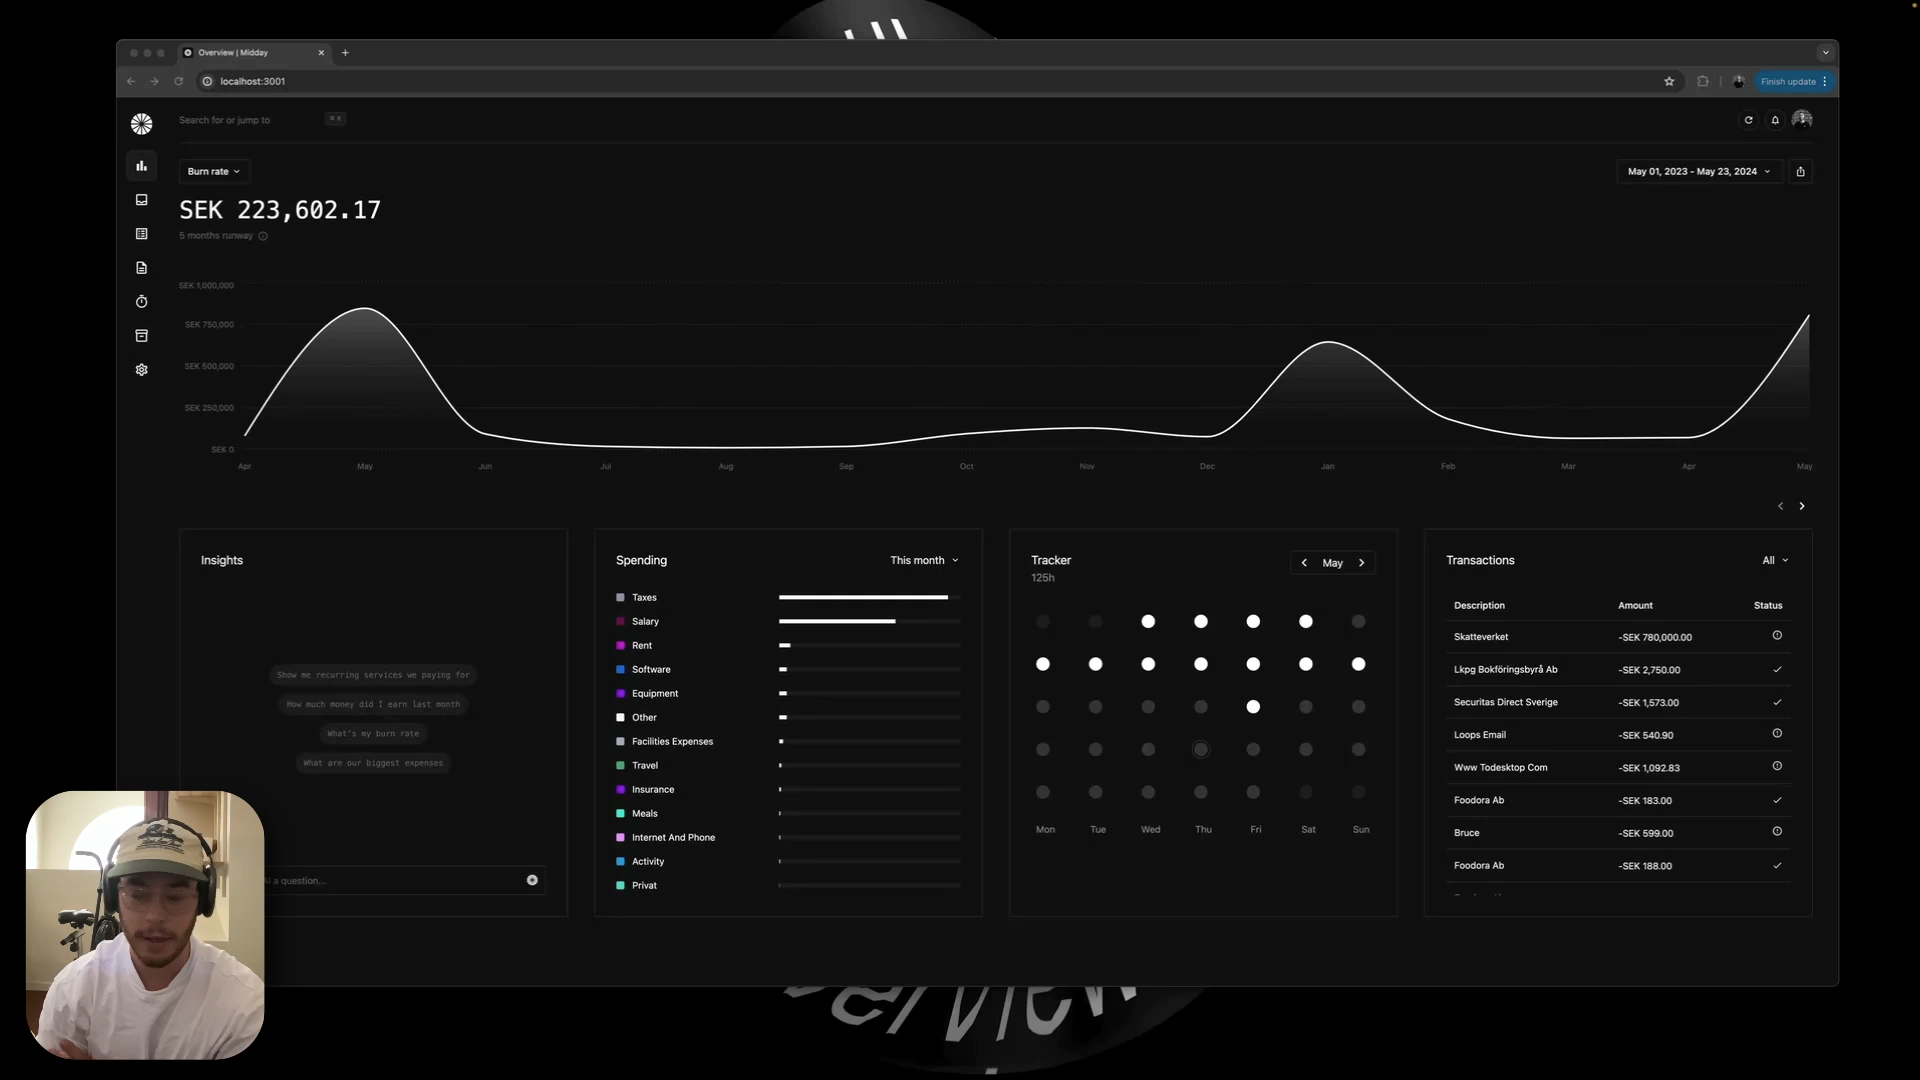 Overview | Midday
localhost:3001
Finish update
Search for or jump to
⌘ K
Burn rate
May 01, 2023 - May 23, 2024
SEK 223,602.17
5 months runway
SEK 1,000,000
SEK 750,000
SEK 500,000
SEK 250,000
SEK 0
Apr May Jun Jul Aug Sep Oct Nov Dec Jan Feb Mar Apr May
Insights
Show me recurring services we paying for
How much money did I earn last month
What's my burn rate
What are our biggest expenses
a question...
Spending
This month
Taxes
Salary
Rent
Software
Equipment
Other
Facilities Expenses
Travel
Insurance
Meals
Internet And Phone
Activity
Privat
Tracker
125h
May
Mon Tue Wed Thu Fri Sat Sun
Transactions
All
Description Amount Status
Skatteverket -SEK 780,000.00
Lkpg Bokföringsbyrå Ab -SEK 2,750.00
Securitas Direct Sverige -SEK 1,573.00
Loops Email -SEK 540.90
Www Todesktop Com -SEK 1,092.83
Foodora Ab -SEK 183.00
Bruce -SEK 599.00
Foodora Ab -SEK 188.00